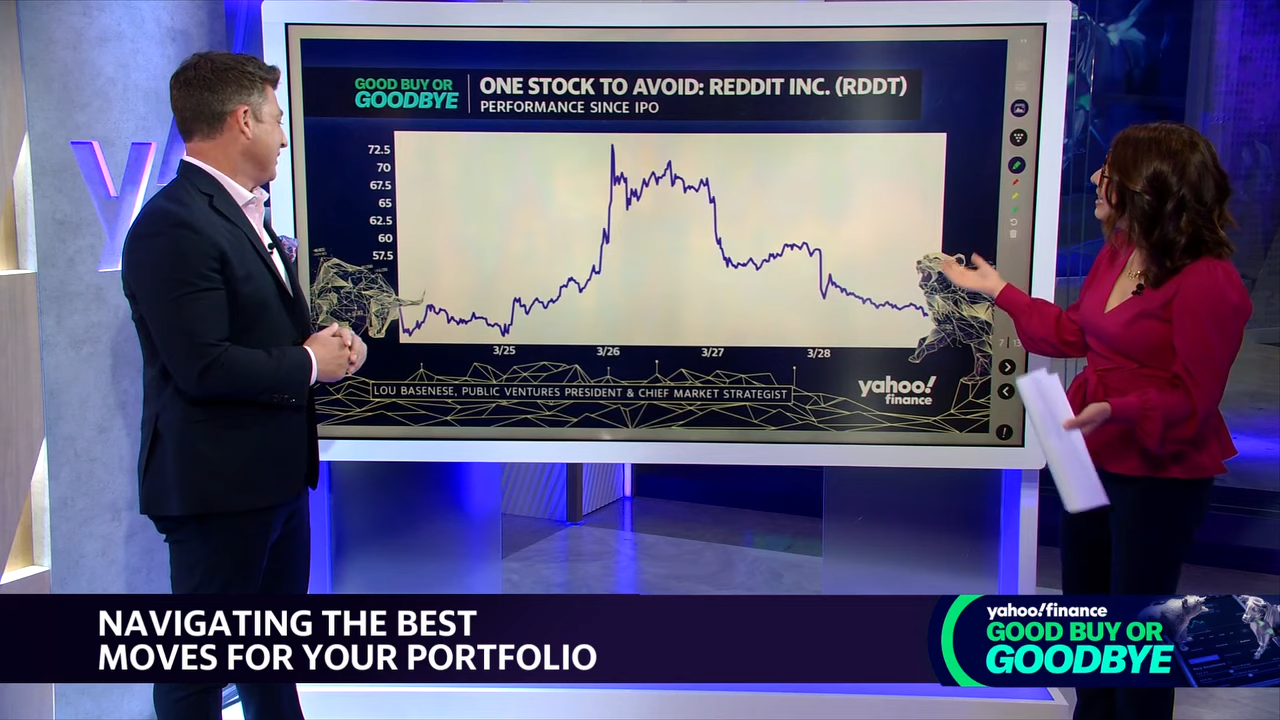 GOOD BUY OR
GOODBYE
ONE STOCK TO AVOID: REDDIT INC. (RDDT)
PERFORMANCE SINCE IPO
72.5
70
67.5
65
62.5
60
57.5
3/25
3/26
3/27
3/28
LOU BASENESE, PUBLIC VENTURES PRESIDENT & CHIEF MARKET STRATEGIST
yahoo!
finance
NAVIGATING THE BEST
MOVES FOR YOUR PORTFOLIO
yahoo!finance
GOOD BUY OR
GOODBYE